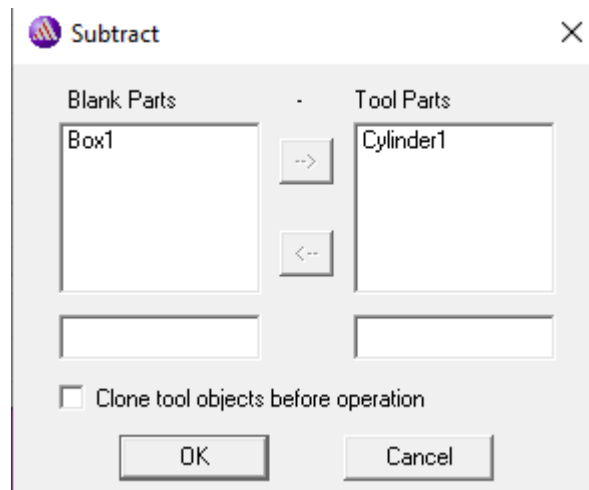 Subtract
Blank Parts - Tool Parts
Box1
Cylinder1
-->
<--
Clone tool objects before operation
OK Cancel